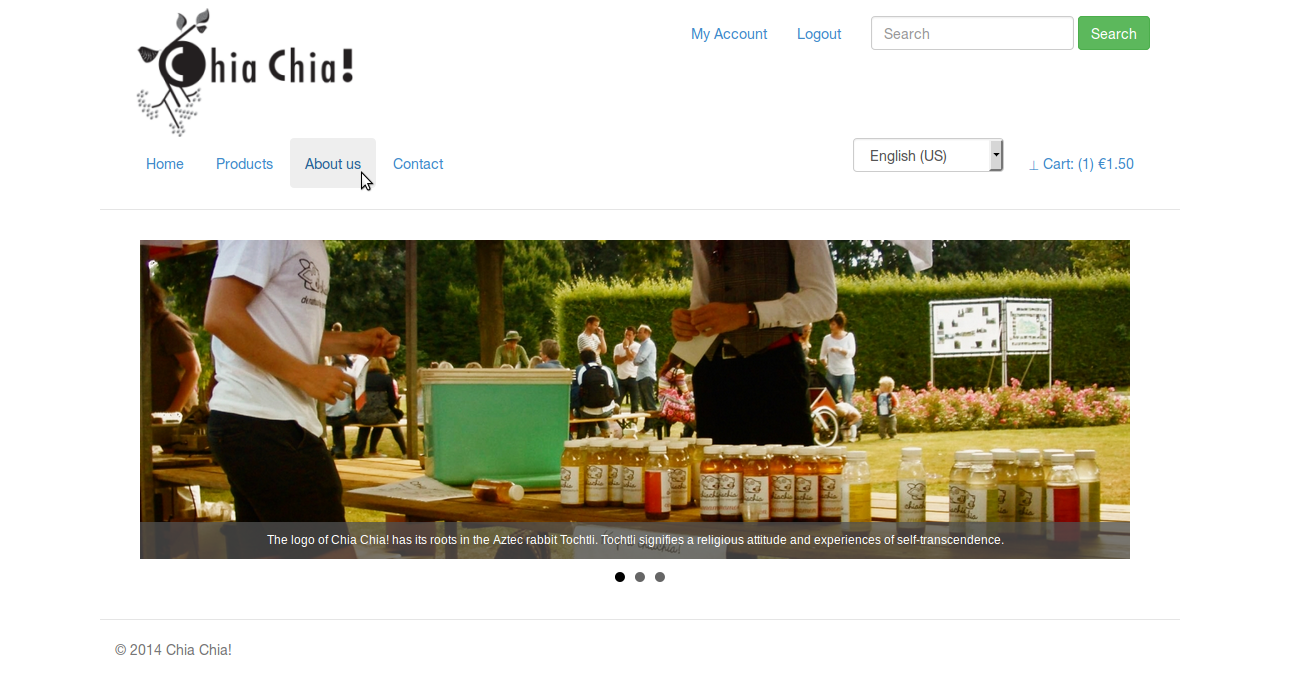 Chia Chia!
My Account
Logout
Search
Search
Home
Products
About us
Contact
English (US)
Cart: (1) €1.50
The logo of Chia Chia! has its roots in the Aztec rabbit Tochtli. Tochtli signifies a religious attitude and experiences of self-transcendence.
© 2014 Chia Chia!